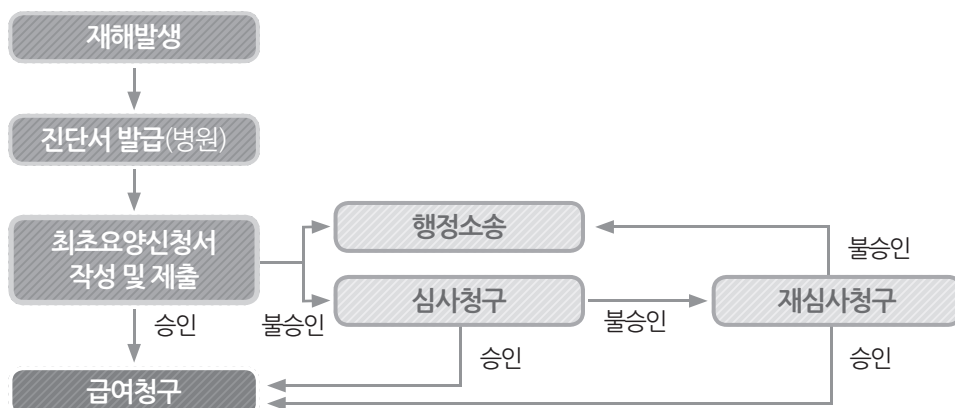 재해발생
진단서 발급(병원)
최초요양신청서
작성 및 제출
행정소송
불승인
심사청구
재심사청구
승인
불승인
불승인
승인
승인
급여청구